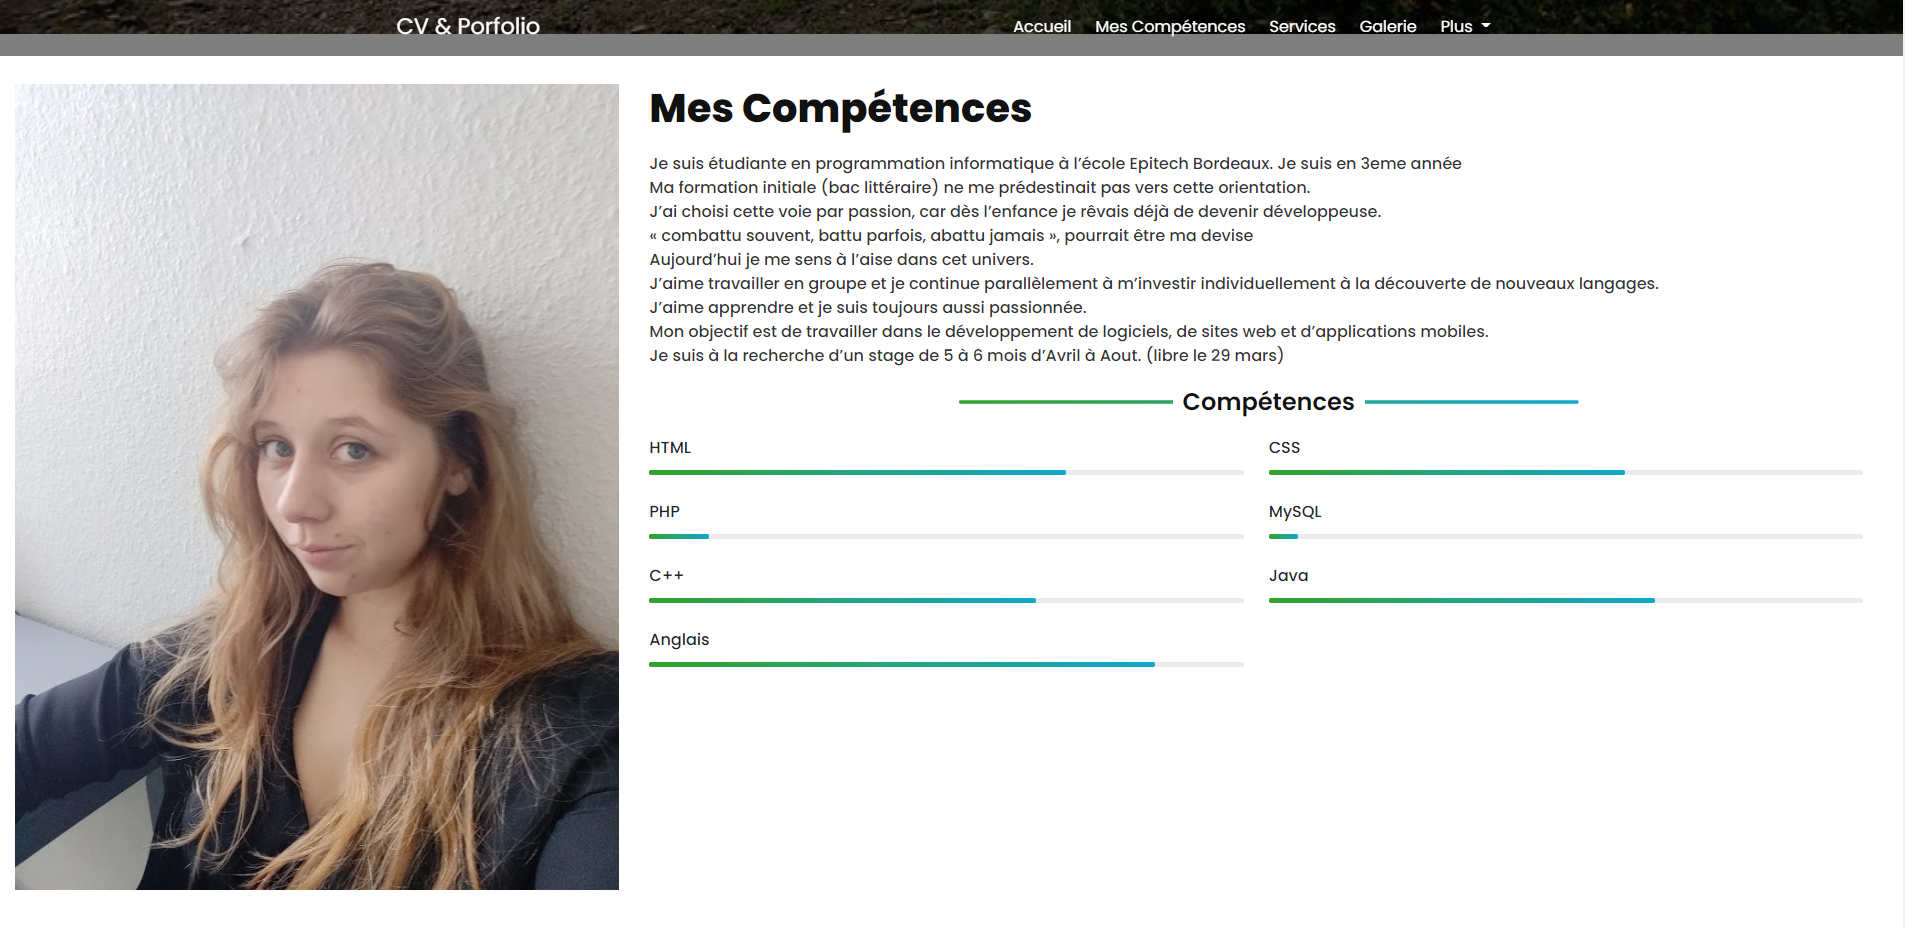 CV & Porfolio
Accueil Mes Compétences Services Galerie Plus
Mes Compétences
Je suis étudiante en programmation informatique à l’école Epitech Bordeaux. Je suis en 3eme année
Ma formation initiale (bac littéraire) ne me prédestinait pas vers cette orientation.
J’ai choisi cette voie par passion, car dès l’enfance je rêvais déjà de devenir développeuse.
« combattu souvent, battu parfois, abattu jamais », pourrait être ma devise
Aujourd’hui je me sens à l’aise dans cet univers.
J’aime travailler en groupe et je continue parallèlement à m’investir individuellement à la découverte de nouveaux langages.
J’aime apprendre et je suis toujours aussi passionnée.
Mon objectif est de travailler dans le développement de logiciels, de sites web et d’applications mobiles.
Je suis à la recherche d’un stage de 5 à 6 mois d’Avril à Aout. (libre le 29 mars)
Compétences
HTML
CSS
PHP
MySQL
C++
Java
Anglais